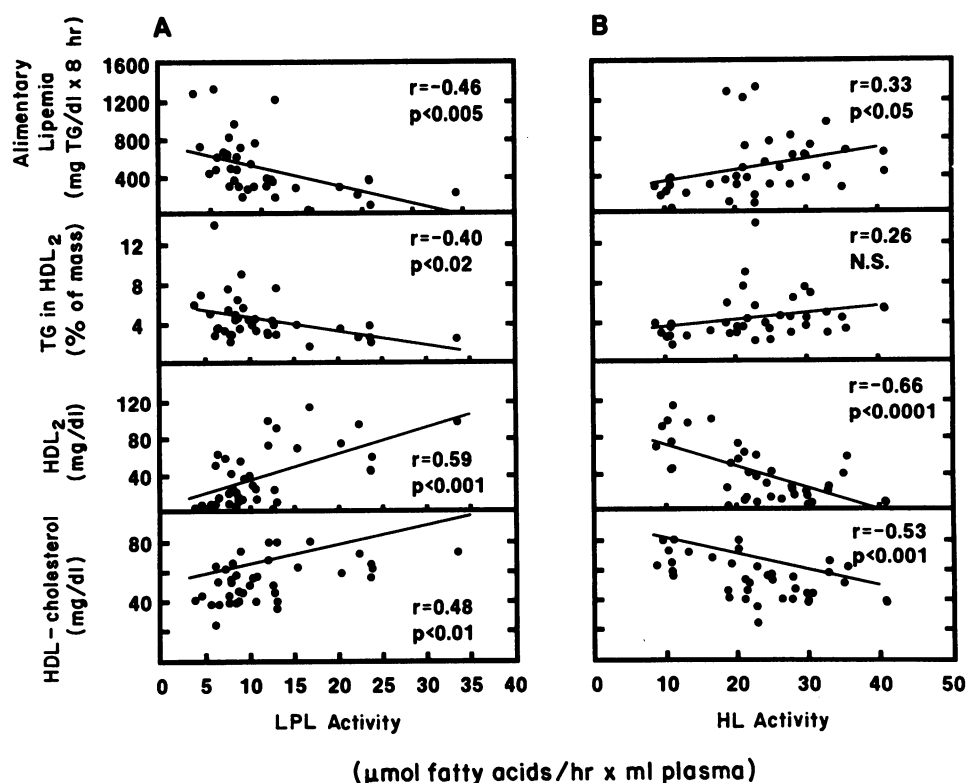 A
B
Alimentary
Lipemia
(mg TG/dl x 8 hr)
1600
1200
800
400
r=-0.46
p<0.005
r=0.33
p<0.05
TG in HDL2
(% of mass)
12
8
4
r=-0.40
p<0.02
r=0.26
N.S.
HDL2
(mg/dl)
120
80
40
r=0.59
p<0.001
r=-0.66
p<0.0001
HDL-cholesterol
(mg/dl)
80
40
r=0.48
p<0.01
r=-0.53
p<0.001
0 5 10 15 20 25 30 35 40
0 10 20 30 40 50
LPL Activity
HL Activity
(μmol fatty acids/hr x ml plasma)